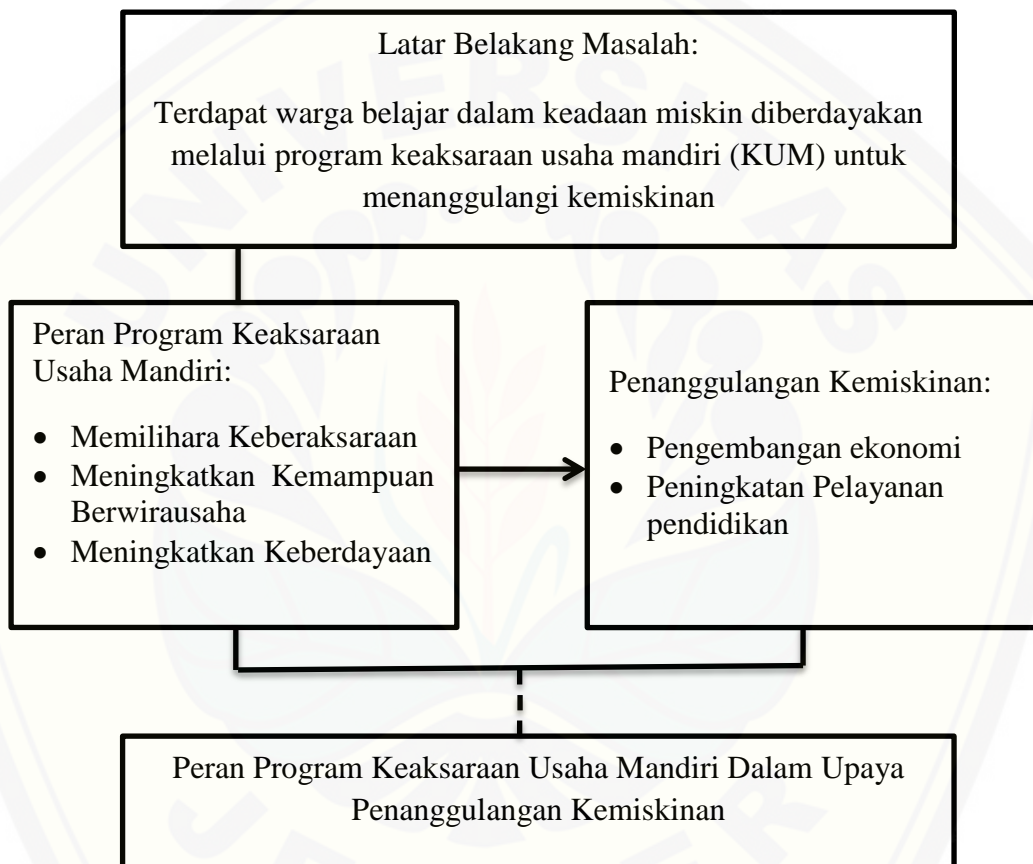 Latar Belakang Masalah:
Terdapat warga belajar dalam keadaan miskin diberdayakan
melalui program keaksaraan usaha mandiri (KUM) untuk
menanggulangi kemiskinan
Peran Program Keaksaraan
Usaha Mandiri:
• Memilihara Keberaksaraan
• Meningkatkan Kemampuan
Berwirausaha
• Meningkatkan Keberdayaan
Penanggulangan Kemiskinan:
• Pengembangan ekonomi
• Peningkatan Pelayanan
pendidikan
Peran Program Keaksaraan Usaha Mandiri Dalam Upaya
Penanggulangan Kemiskinan
UNIVERSITAS